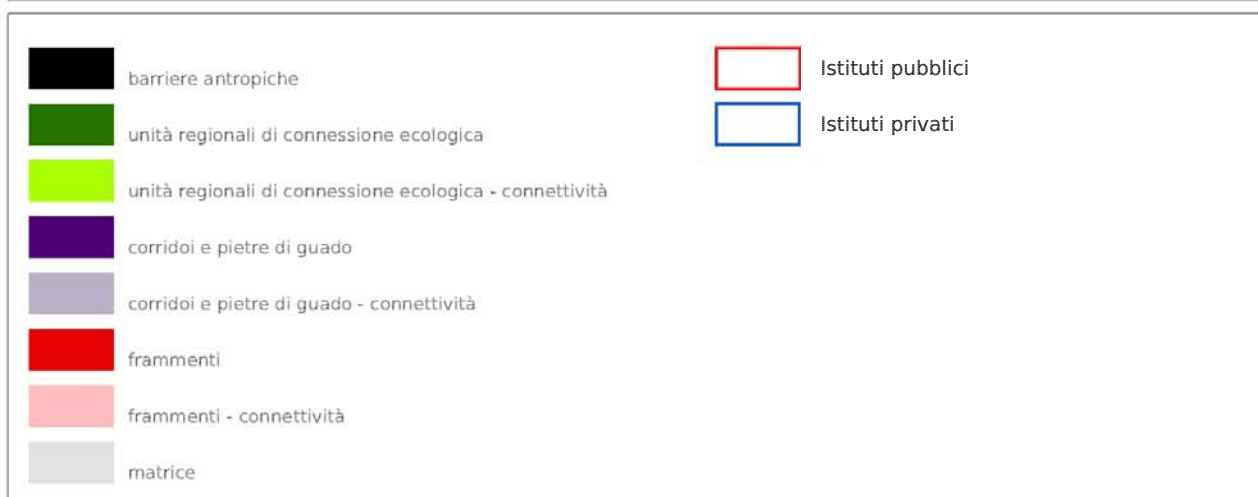 barriere antropiche
unità regionali di connessione ecologica
unità regionali di connessione ecologica - connettività
corridoi e pietre di guado
corridoi e pietre di guado - connettività
frammenti
frammenti - connettività
matrice
Istituti pubblici
Istituti privati